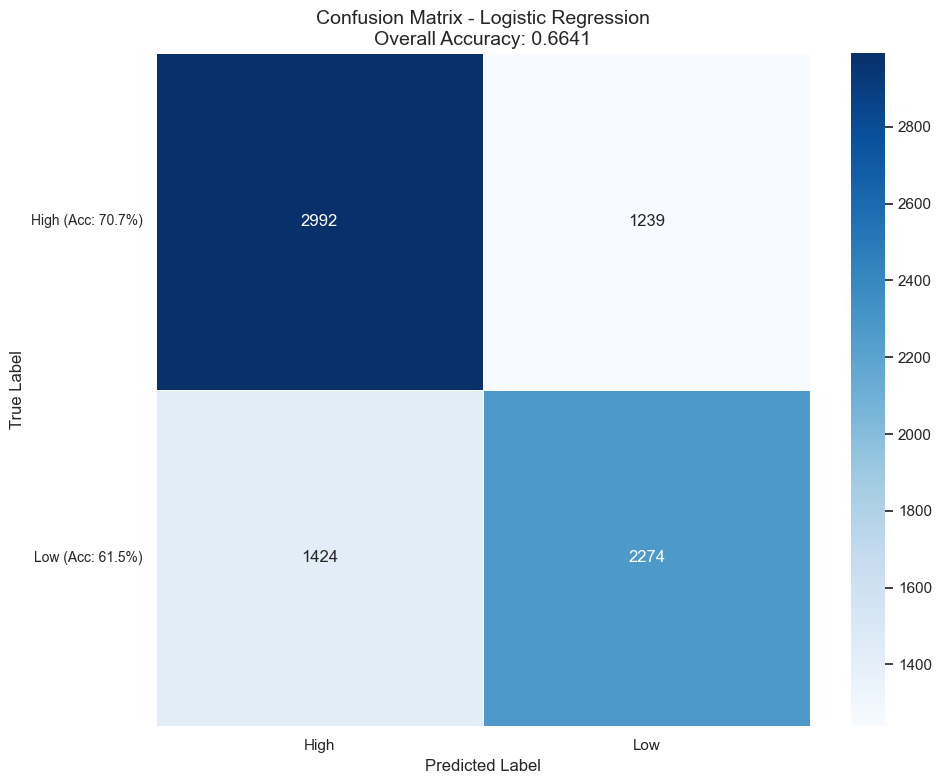 Confusion Matrix - Logistic Regression
Overall Accuracy: 0.6641
True Label
High (Acc: 70.7%)
2992
1239
Low (Acc: 61.5%)
1424
2274
High
Low
Predicted Label
2800
2600
2400
2200
2000
1800
1600
1400